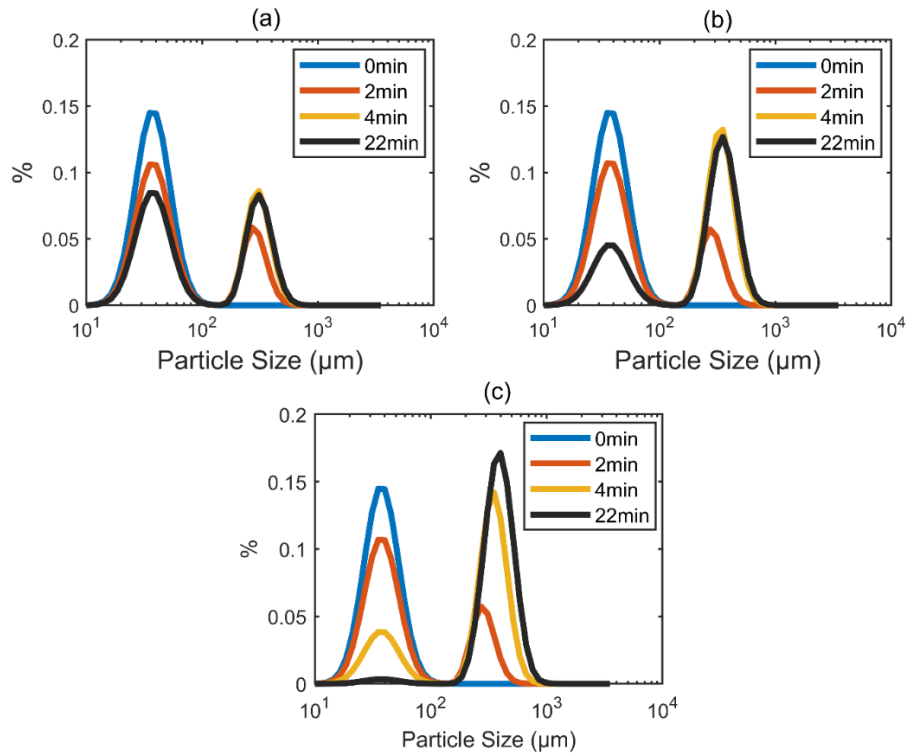 (a)
0.2
0.15
0.1
0.05
0
%
10^1
10^2
10^3
10^4
Particle Size (µm)
0min
2min
4min
22min
(b)
0.2
0.15
0.1
0.05
0
%
10^1
10^2
10^3
10^4
Particle Size (µm)
0min
2min
4min
22min
(c)
0.2
0.15
0.1
0.05
0
%
10^1
10^2
10^3
10^4
Particle Size (µm)
0min
2min
4min
22min